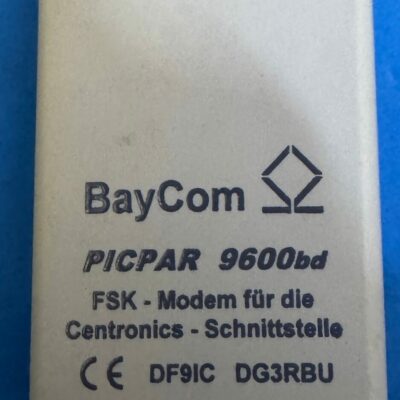 BayCom
PICPAR 9600bd
FSK - Modem für die
Centronics - Schnittstelle
CE DF9IC DG3RBU